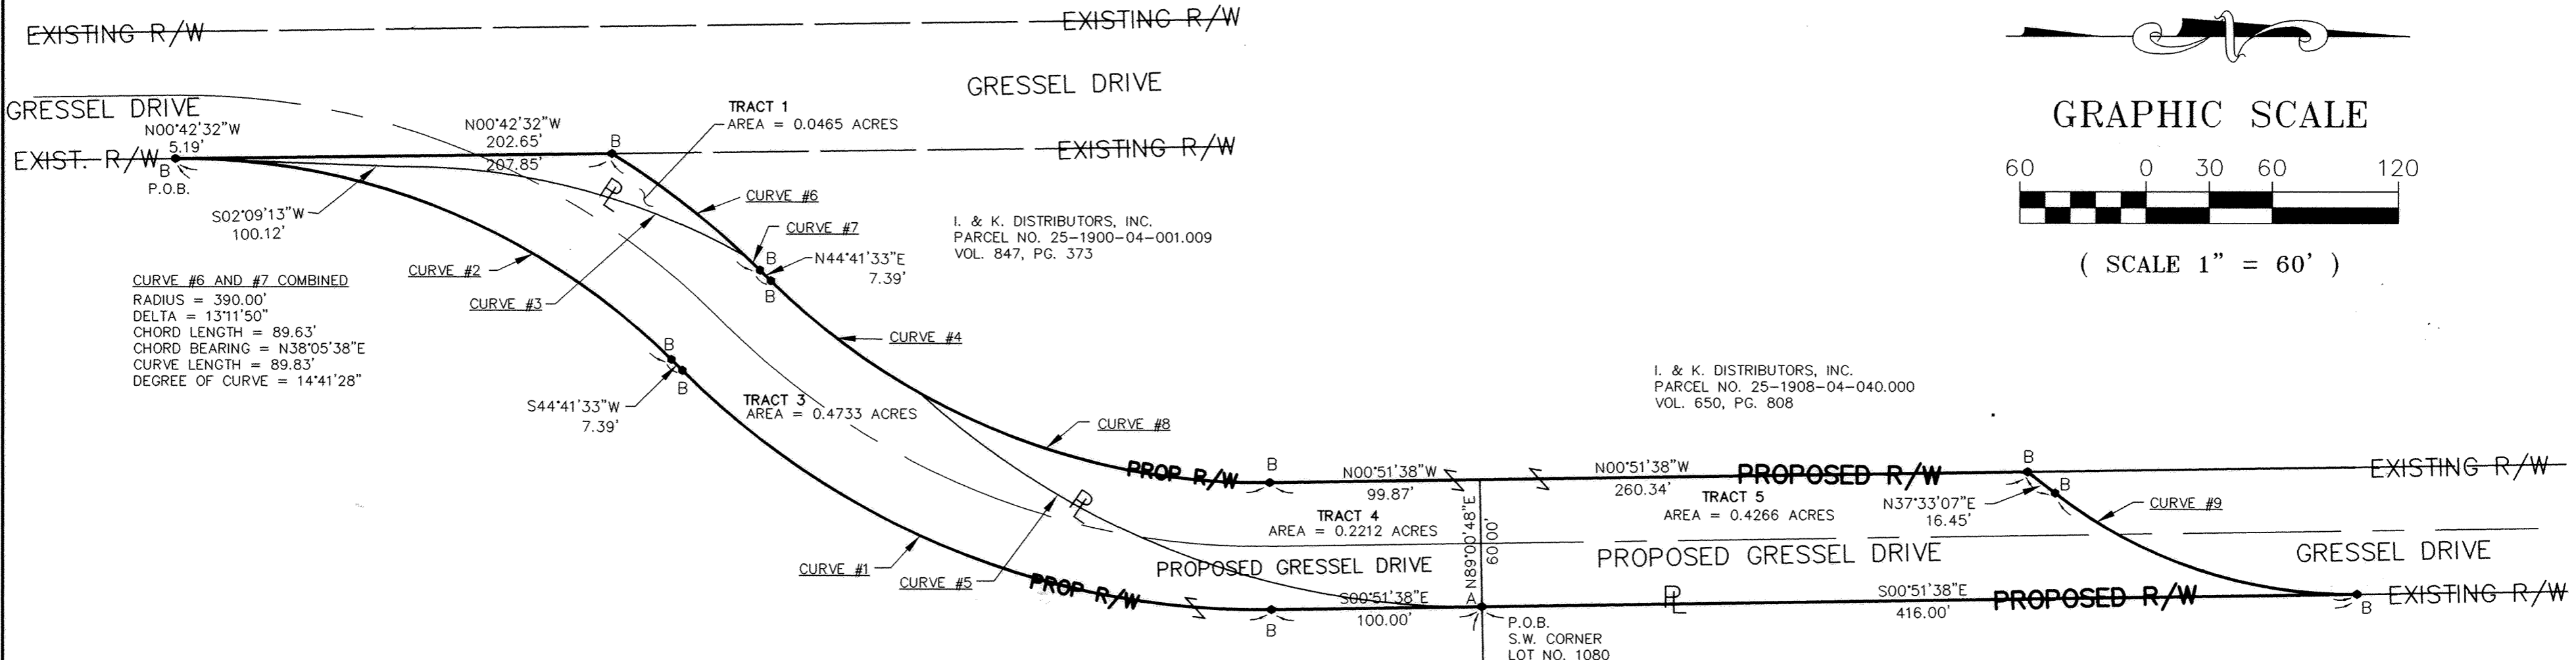 EXISTING R/W
EXISTING R/W
GRESSEL DRIVE
GRESSEL DRIVE
N00°42'32"W
5.19'
EXIST. R/W
B
P.O.B.
N00°42'32"W
202.65'
207.85'
B
TRACT 1
AREA = 0.0465 ACRES
EXISTING R/W
PL
CURVE #6
CURVE #7
B
N44°41'33"E
7.39'
B
S02°09'13"W
100.12'
CURVE #2
CURVE #3
CURVE #4
I. & K. DISTRIBUTORS, INC.
PARCEL NO. 25-1900-04-001.009
VOL. 847, PG. 373
CURVE #6 AND #7 COMBINED
RADIUS = 390.00'
DELTA = 13°11'50"
CHORD LENGTH = 89.63'
CHORD BEARING = N38°05'38"E
CURVE LENGTH = 89.83'
DEGREE OF CURVE = 14°41'28"
GRAPHIC SCALE
60 0 30 60 120
( SCALE 1" = 60' )
B
B
S44°41'33"W
7.39'
TRACT 3
AREA = 0.4733 ACRES
CURVE #8
I. & K. DISTRIBUTORS, INC.
PARCEL NO. 25-1908-04-040.000
VOL. 650, PG. 808
PROP R/W
B
N00°51'38"W
99.87'
N00°51'38"W
260.34'
PROPOSED R/W
B
EXISTING R/W
N89°00'48"E
60.00'
TRACT 4
AREA = 0.2212 ACRES
TRACT 5
AREA = 0.4266 ACRES
N37°33'07"E
16.45'
B
CURVE #9
PL
PROPOSED GRESSEL DRIVE
PROPOSED GRESSEL DRIVE
GRESSEL DRIVE
CURVE #1
CURVE #5
PROP R/W
B
S00°51'38"E
100.00'
A
P.O.B.
S.W. CORNER
LOT NO. 1080
PL
S00°51'38"E
416.00'
PROPOSED R/W
B
EXISTING R/W